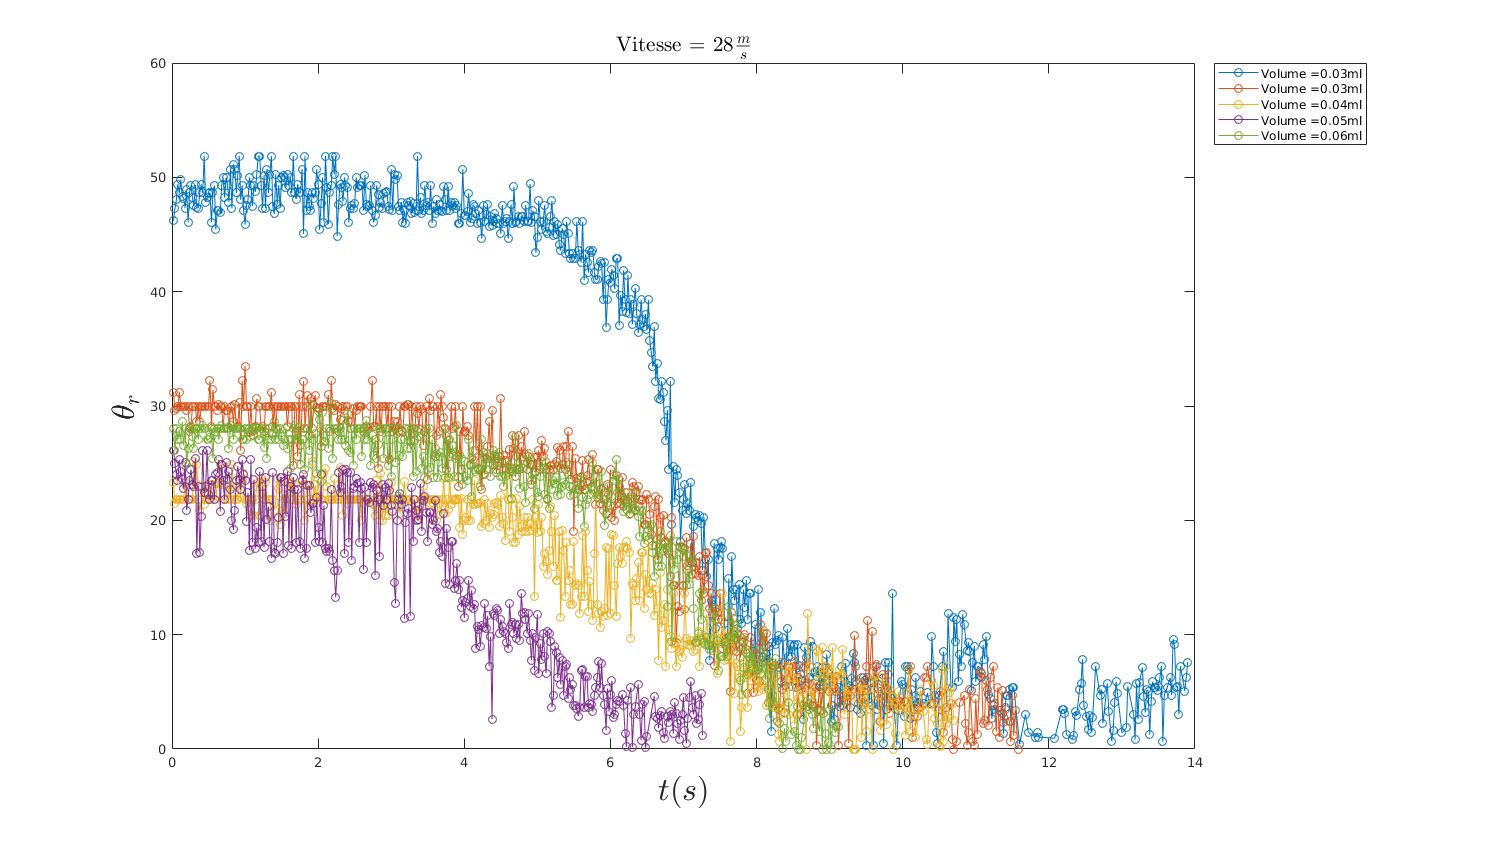 Vitesse = 28 m/s
60
50
40
30
20
10
0
θr
0 2 4 6 8 10 12 14
t(s)
Volume =0.03ml
Volume =0.03ml
Volume =0.04ml
Volume =0.05ml
Volume =0.06ml